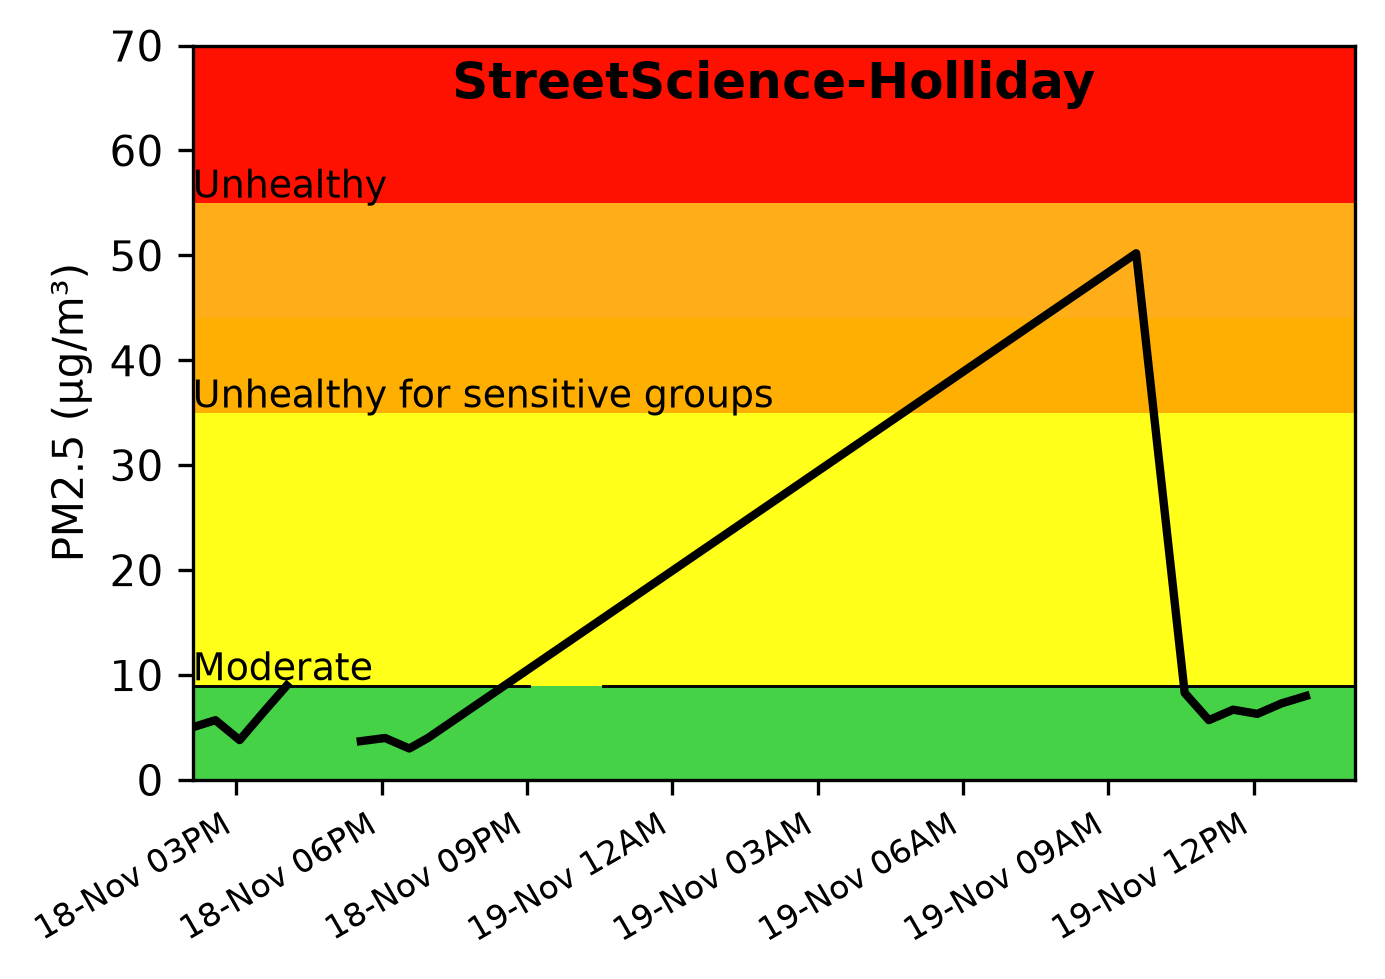 StreetScience-Holliday
70
60
50
40
30
20
10
0
PM2.5 (µg/m³)
Unhealthy
Unhealthy for sensitive groups
Moderate
18-Nov 03PM
18-Nov 06PM
18-Nov 09PM
19-Nov 12AM
19-Nov 03AM
19-Nov 06AM
19-Nov 09AM
19-Nov 12PM